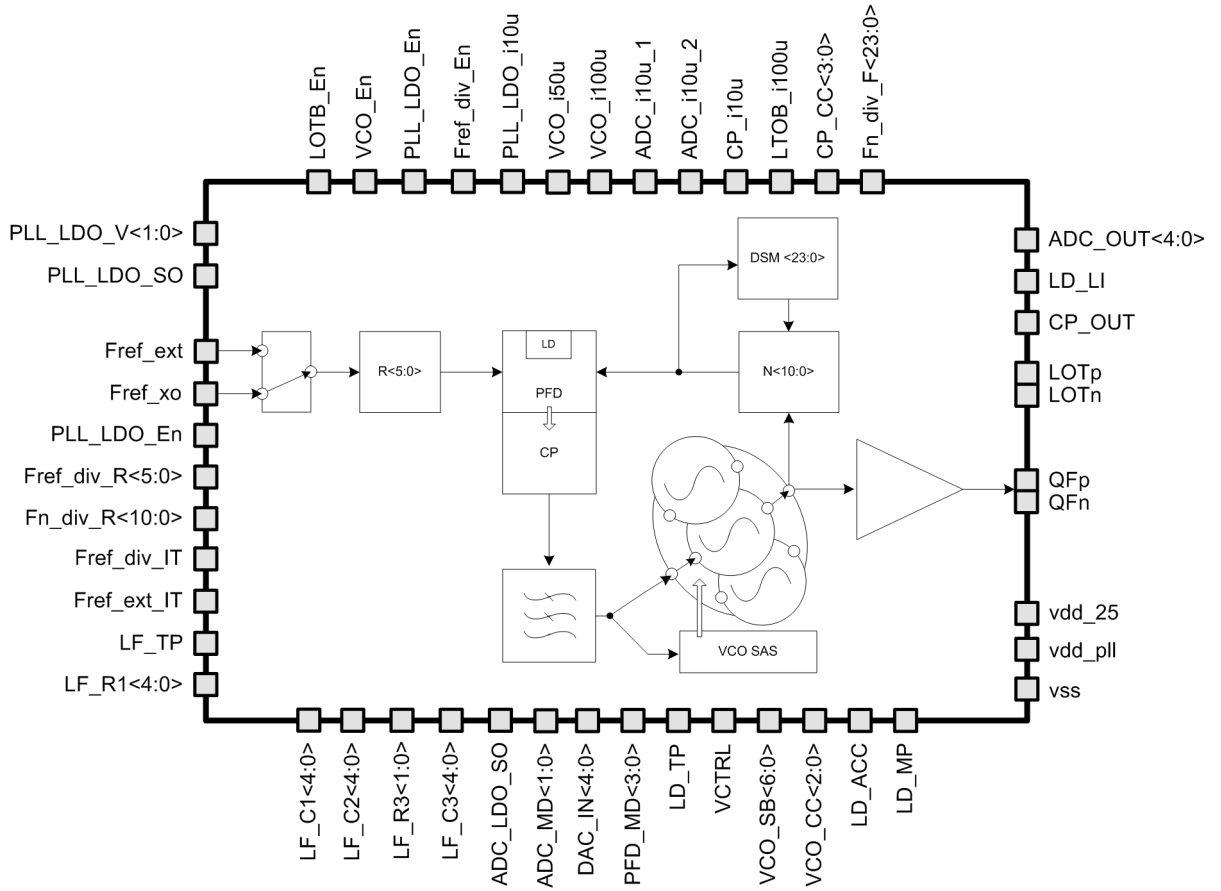 LOTB_En
VCO_En
PLL_LDO_En
Fref_div_En
PLL_LDO_i10u
VCO_i50u
VCO_i100u
ADC_i10u_1
ADC_i10u_2
CP_i10u
LTOB_i100u
CP_CC<3:0>
Fn_div_F<23:0>
PLL_LDO_V<1:0>
PLL_LDO_SO
Fref_ext
Fref_xo
PLL_LDO_En
Fref_div_R<5:0>
Fn_div_R<10:0>
Fref_div_IT
Fref_ext_IT
LF_TP
LF_R1<4:0>
R<5:0>
LD
PFD
CP
DSM <23:0>
N<10:0>
VCO SAS
ADC_OUT<4:0>
LD_LI
CP_OUT
LOTp
LOTn
QFp
QFn
vdd_25
vdd_pll
vss
LF_C1<4:0>
LF_C2<4:0>
LF_R3<1:0>
LF_C3<4:0>
ADC_LDO_SO
ADC_MD<1:0>
DAC_IN<4:0>
PFD_MD<3:0>
LD_TP
VCTRL
VCO_SB<6:0>
VCO_CC<2:0>
LD_ACC
LD_MP